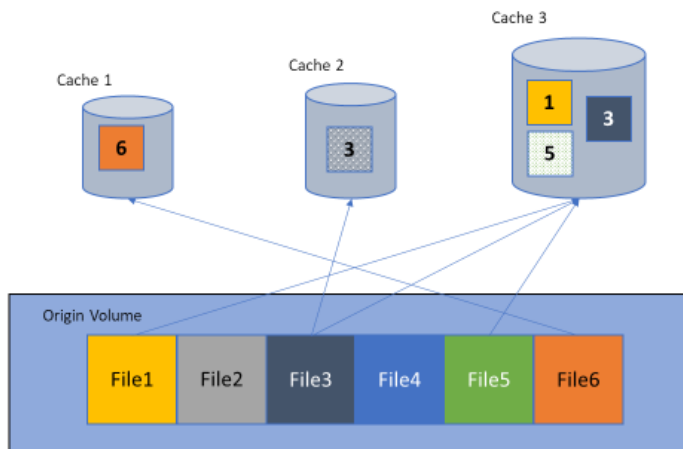 Cache 3
Cache 1
Cache 2
6
3
1
3
5
Origin Volume
File1 File2 File3 File4 File5 File6